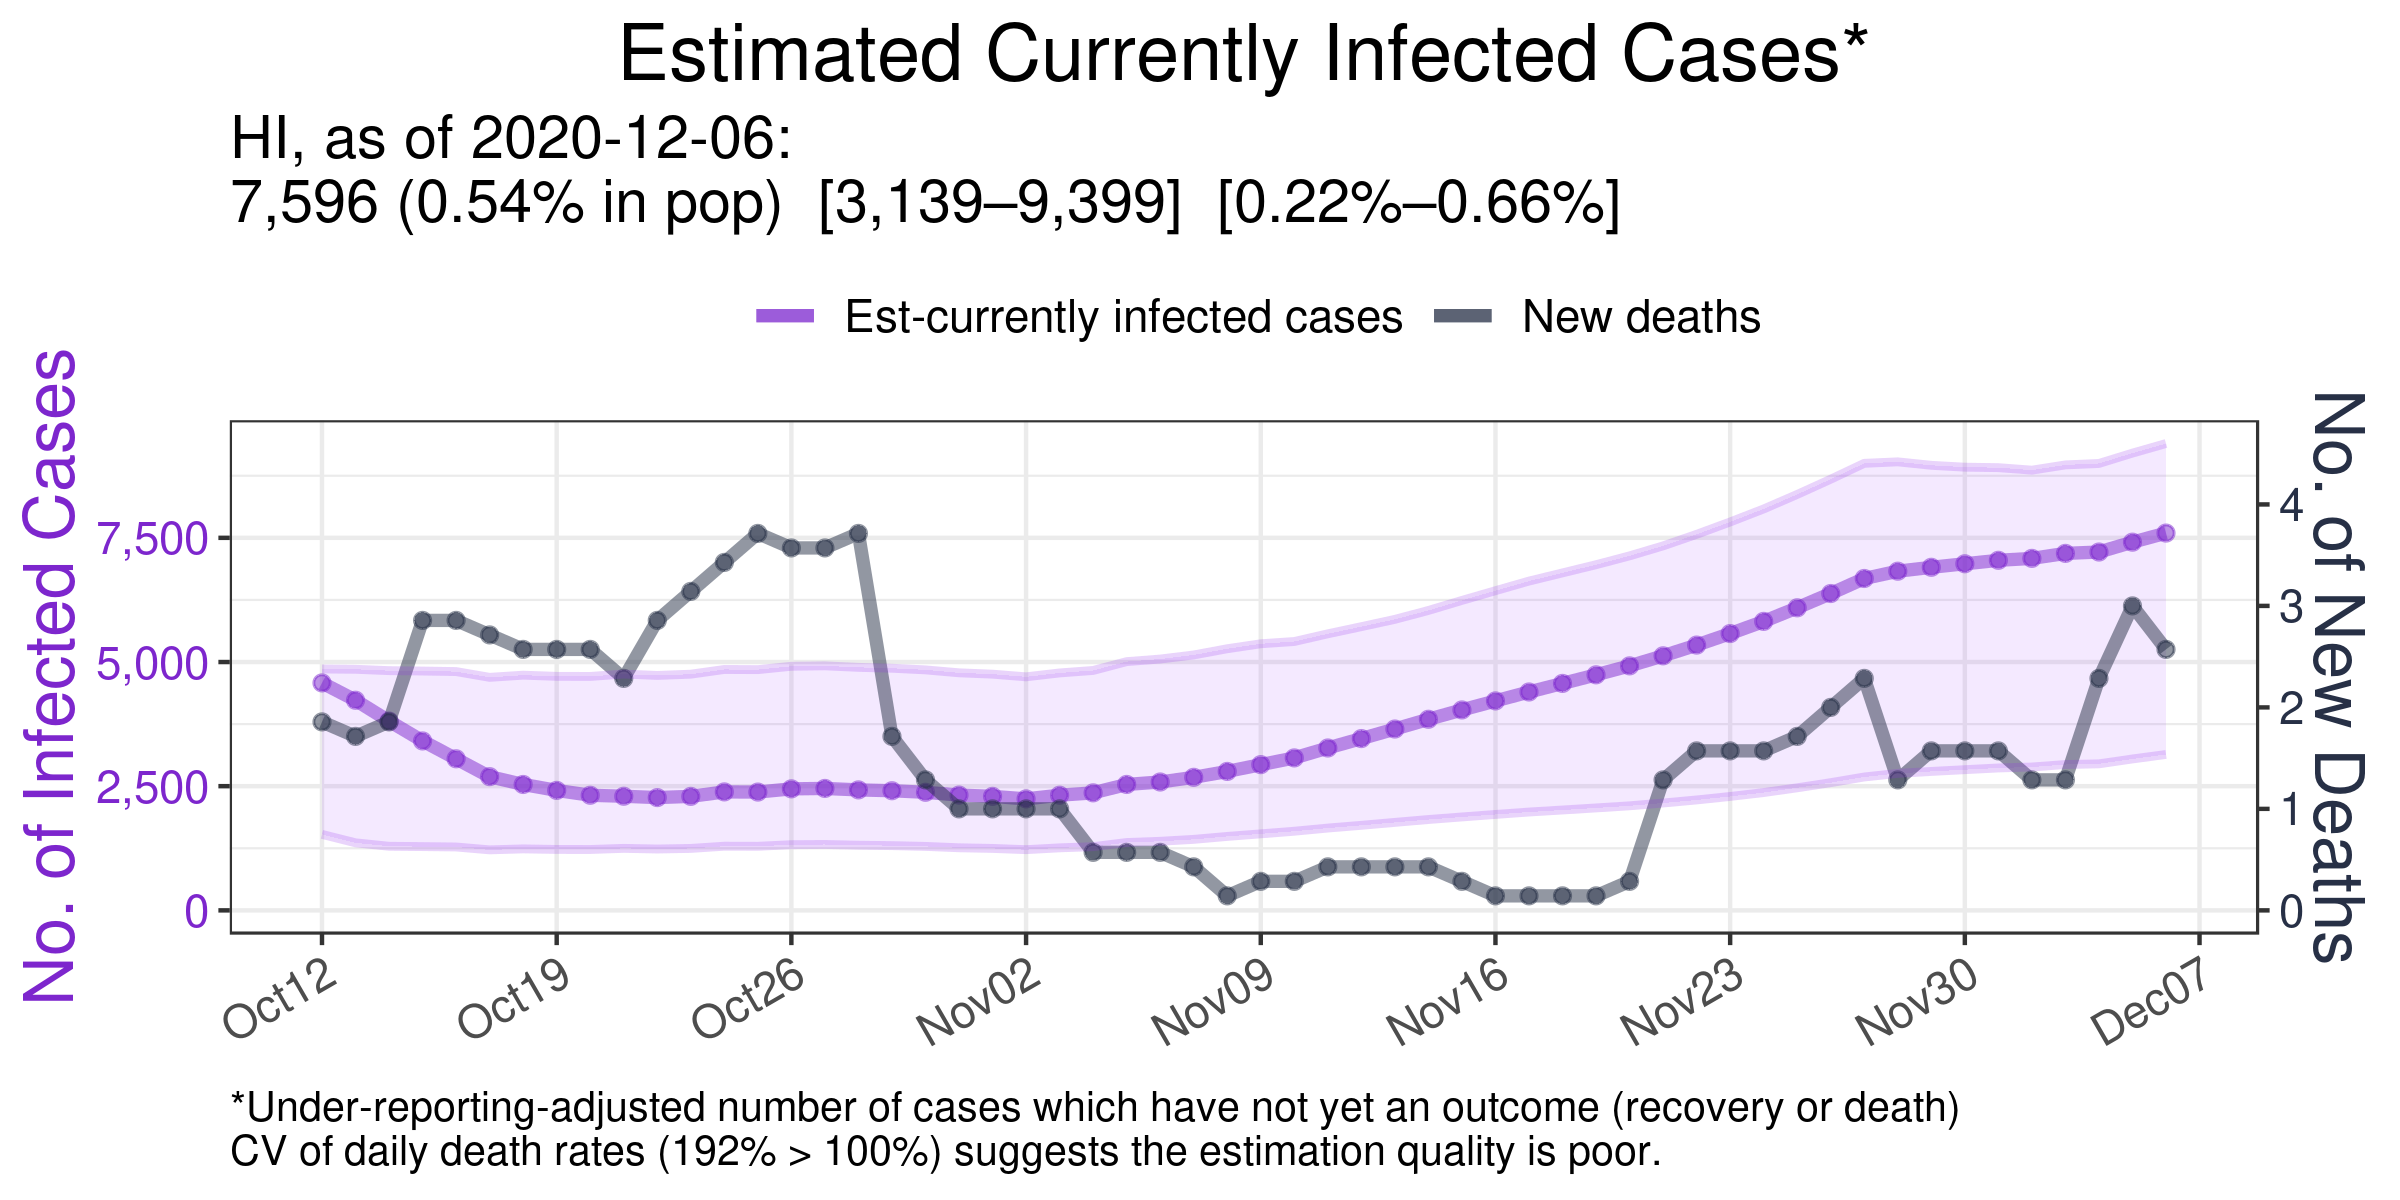 Estimated Currently Infected Cases*
HI, as of 2020-12-06:
7,596 (0.54% in pop) [3,139–9,399] [0.22%–0.66%]
Est-currently infected cases New deaths
No. of Infected Cases
7,500
5,000
2,500
0
No. of New Deaths
4
3
2
1
0
Oct12 Oct19 Oct26 Nov02 Nov09 Nov16 Nov23 Nov30 Dec07
*Under-reporting-adjusted number of cases which have not yet an outcome (recovery or death)
CV of daily death rates (192% > 100%) suggests the estimation quality is poor.